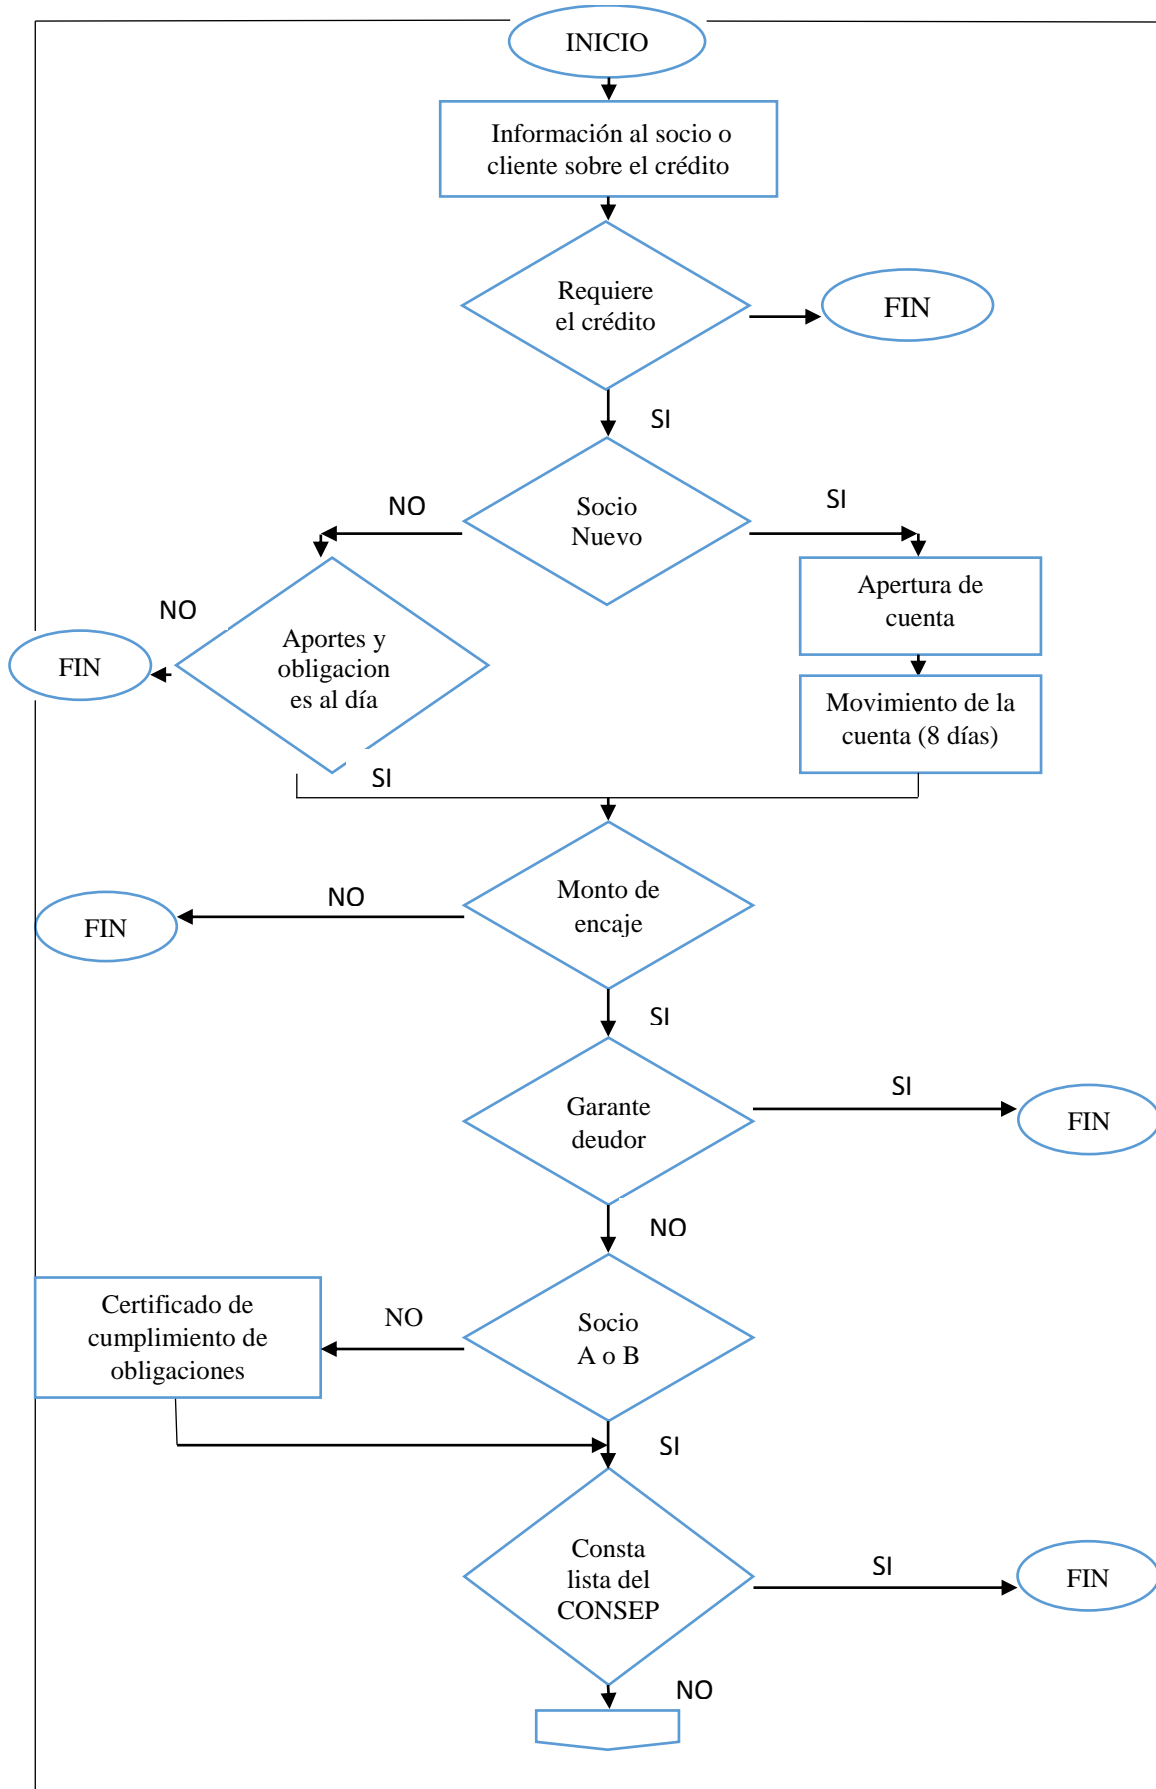 INICIO
Información al socio o
cliente sobre el crédito
Requiere
el crédito
FIN
SI
NO
Socio
Nuevo
SI
Apertura de
cuenta
NO
FIN
Aportes y
obligacion
es al día
Movimiento de la
cuenta (8 días)
SI
Monto de
encaje
NO
FIN
SI
Garante
deudor
SI
FIN
NO
Certificado de
cumplimiento de
obligaciones
NO
Socio
A o B
SI
Consta
lista del
CONSEP
SI
FIN
NO